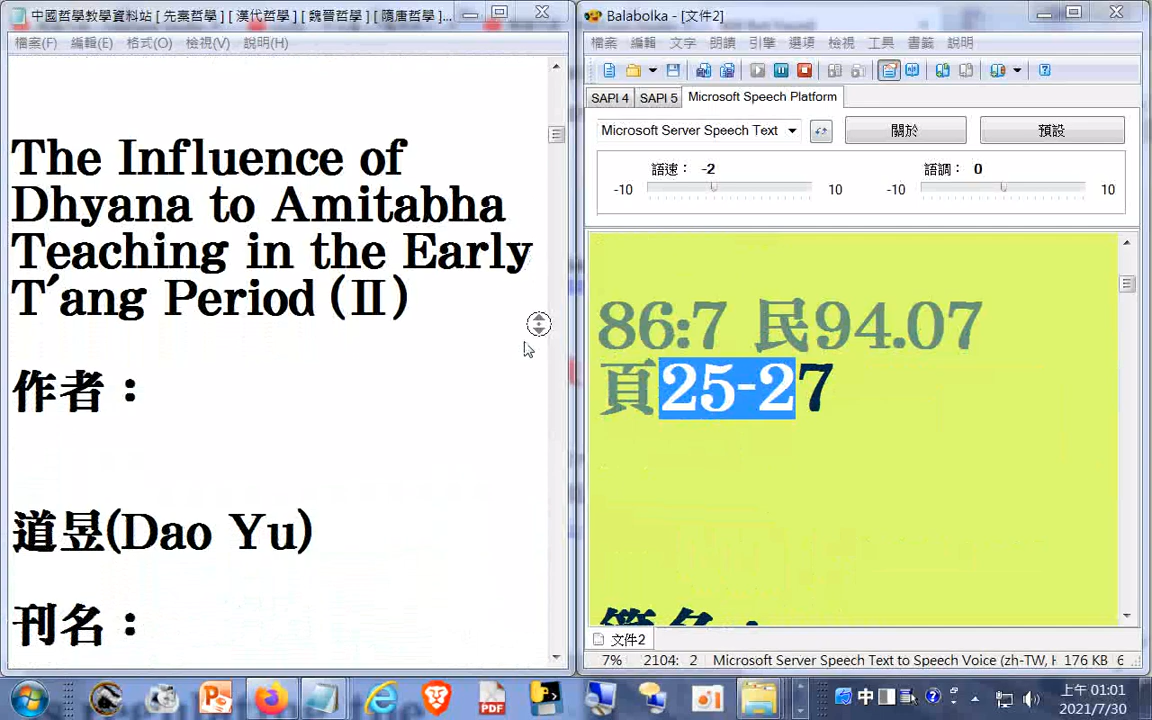 中國哲學教學資料站 [ 先秦哲學 ] [ 漢代哲學 ] [ 魏晉哲學 ] [ 隋唐哲學 ]...
檔案(F) 編輯(E) 格式(O) 檢視(V) 說明(H)
The Influence of
Dhyana to Amitabha
Teaching in the Early
T'ang Period (Ⅱ)
作者：
道昱(Dao Yu)
刊名：
Balabolka - [文件2]
檔案 編輯 文字 朗讀 引擎 選項 檢視 工具 書籤 說明
SAPI 4 SAPI 5 Microsoft Speech Platform
Microsoft Server Speech Text 關於 預設
語速： -2 語調： 0
-10 10 -10 10
86:7 民94.07
頁25-27
文件2
7% 2104: 2 Microsoft Server Speech Text to Speech Voice (zh-TW, H 176 KB 6
中 上午 01:01
2021/7/30